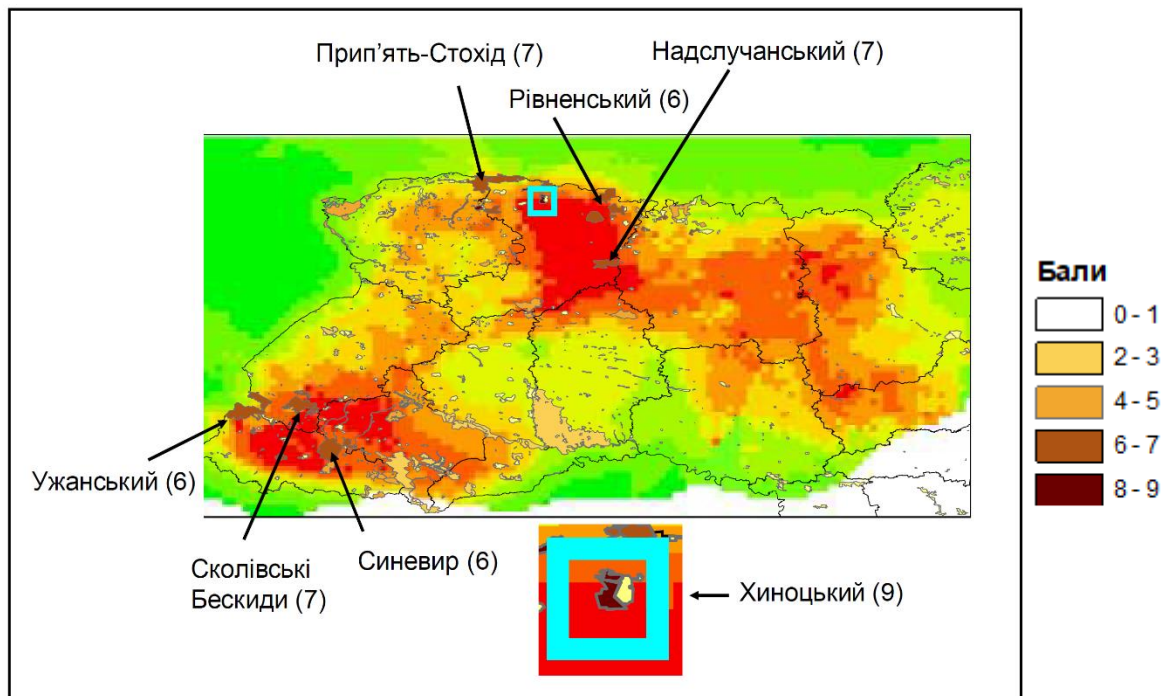 Прип’ять-Стохід (7)
Надслучанський (7)
Рівненський (6)
Ужанський (6)
Сколівські
Бескиди (7)
Синевир (6)
Хиноцький (9)
Бали
0 - 1
2 - 3
4 - 5
6 - 7
8 - 9